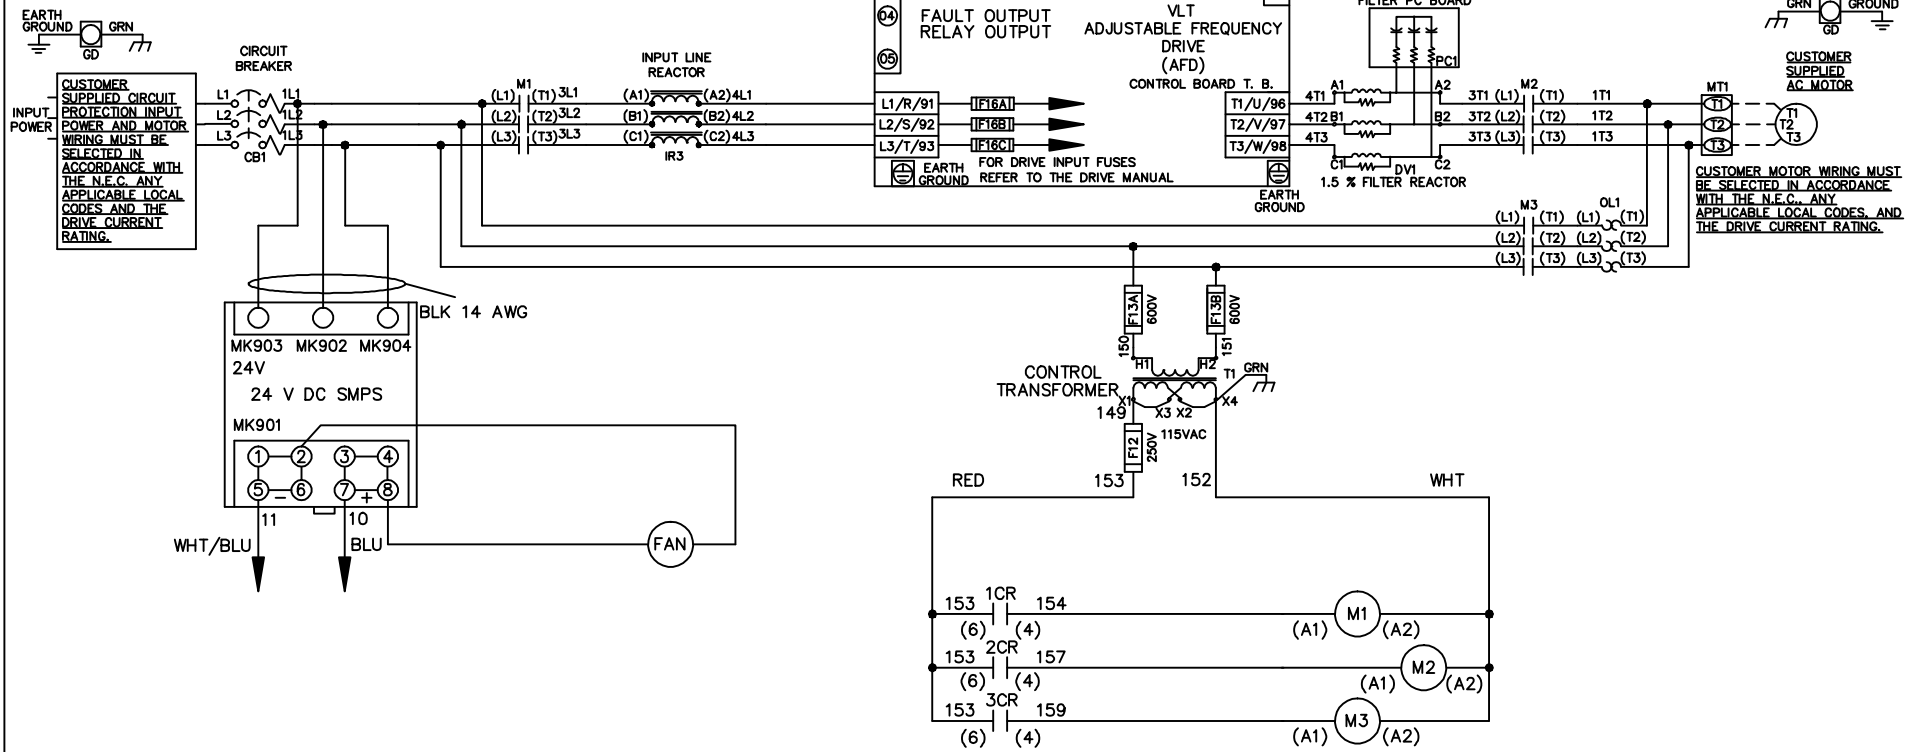 EARTH
GROUND
GRN
GD
CIRCUIT
BREAKER
INPUT
POWER
CUSTOMER
SUPPLIED CIRCUIT
PROTECTION INPUT
POWER AND MOTOR
WIRING MUST BE
SELECTED IN
ACCORDANCE WITH
THE N.E.C. ANY
APPLICABLE LOCAL
CODES AND THE
DRIVE CURRENT
RATING.
L1 1L1
L2 1L2
L3 1L3
CB1
M1
(L1) (T1) 3L1
(L2) (T2) 3L2
(L3) (T3) 3L3
INPUT LINE
REACTOR
(A1) (A2) 4L1
(B1) (B2) 4L2
(C1) (C2) 4L3
IR3
04
05
FAULT OUTPUT
RELAY OUTPUT
VLT
ADJUSTABLE FREQUENCY
DRIVE
(AFD)
CONTROL BOARD T. B.
L1/R/91 F16A
L2/S/92 F16B
L3/T/93 F16C
T1/U/96
T2/V/97
T3/W/98
EARTH
GROUND
FOR DRIVE INPUT FUSES
REFER TO THE DRIVE MANUAL
EARTH
GROUND
FILTER PC BOARD
PC1
4T1 A1 A2
4T2 B1 B2
4T3 C1 C2
DV1
1.5 % FILTER REACTOR
M2
3T1 (L1) (T1) 1T1
3T2 (L2) (T2) 1T2
3T3 (L3) (T3) 1T3
GRN
GROUND
GD
CUSTOMER
SUPPLIED
AC MOTOR
MT1
T1
T2
T3
T1
T2
T3
CUSTOMER MOTOR WIRING MUST
BE SELECTED IN ACCORDANCE
WITH THE N.E.C., ANY
APPLICABLE LOCAL CODES, AND
THE DRIVE CURRENT RATING.
M3 OL1
(L1) (T1) (L1) (T1)
(L2) (T2) (L2) (T2)
(L3) (T3) (L3) (T3)
BLK 14 AWG
MK903 MK902 MK904
24V
24 V DC SMPS
MK901
1 2 3 4
5 - 6 7 + 8
11 10
WHT/BLU BLU
FAN
F13A
600V
F13B
600V
150
151
H1 H2
CONTROL
TRANSFORMER
T1
GRN
X1 X3 X2 X4
149
115VAC
F12
250V
RED 153 152 WHT
1CR
153 154
(6) (4)
M1
(A1) (A2)
2CR
153 157
(6) (4)
M2
(A1) (A2)
3CR
153 159
(6) (4)
M3
(A1) (A2)